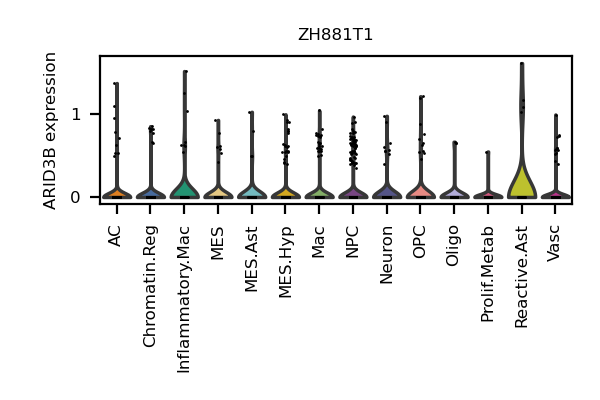 ZH881T1
ARID3B expression
1
0
AC
Chromatin.Reg
Inflammatory.Mac
MES
MES.Ast
MES.Hyp
Mac
NPC
Neuron
OPC
Oligo
Prolif.Metab
Reactive.Ast
Vasc